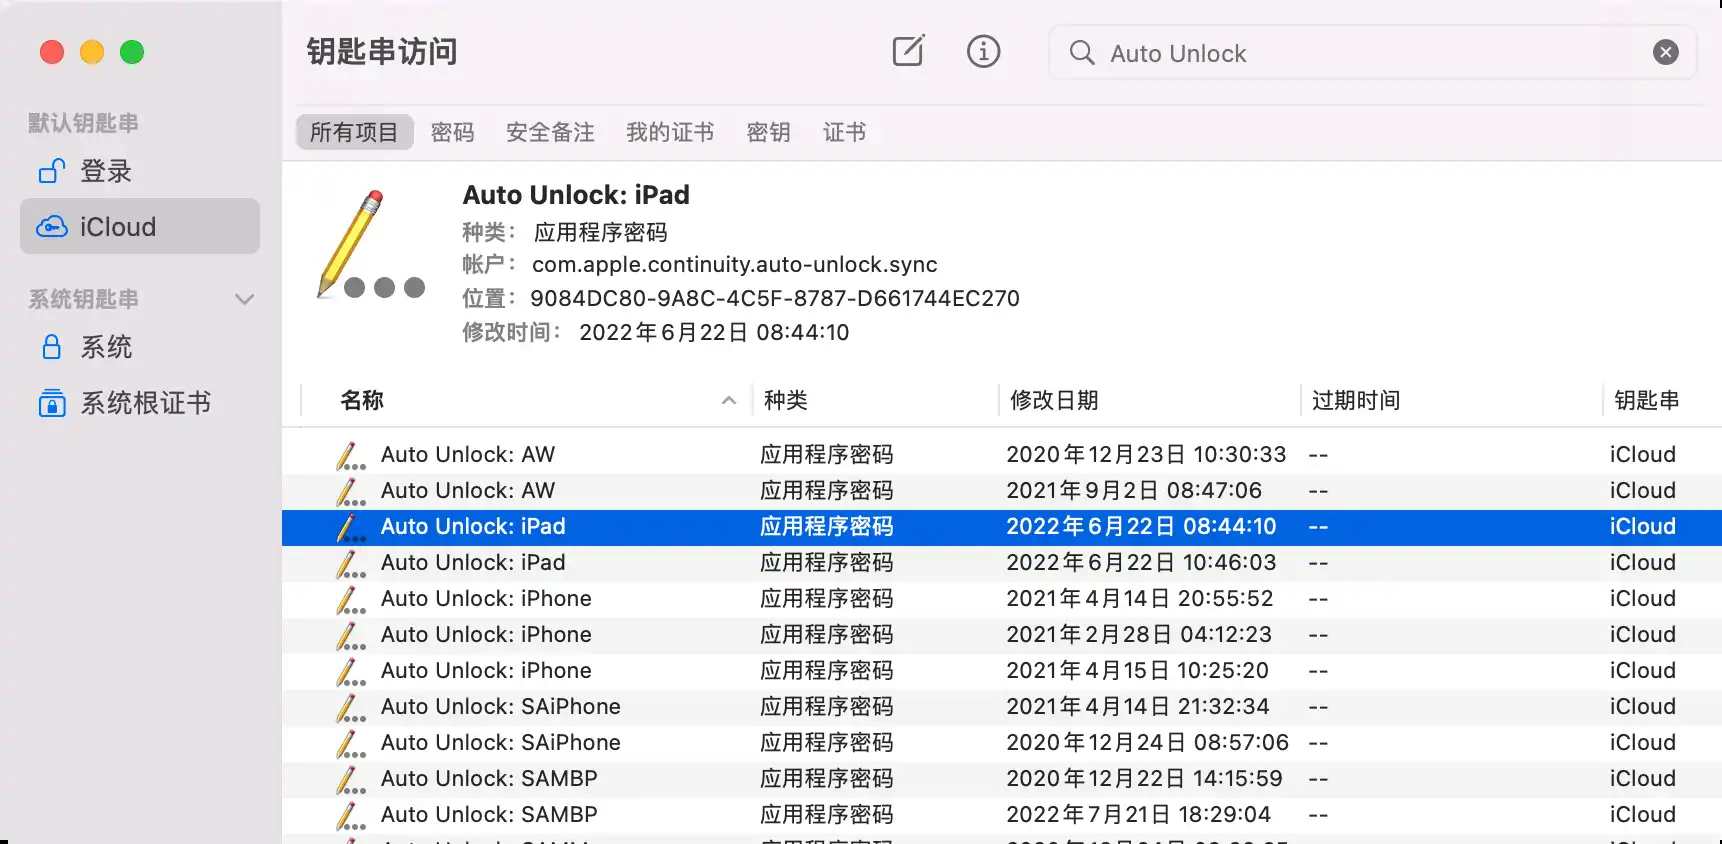 钥匙串访问
Auto Unlock
默认钥匙串
登录
iCloud
系统钥匙串
系统
系统根证书
所有项目 密码 安全备注 我的证书 密钥 证书
Auto Unlock: iPad
种类： 应用程序密码
帐户： com.apple.continuity.auto-unlock.sync
位置： 9084DC80-9A8C-4C5F-8787-D661744EC270
修改时间： 2022年6月22日 08:44:10
名称 种类 修改日期 过期时间 钥匙串
Auto Unlock: AW 应用程序密码 2020年12月23日 10:30:33 -- iCloud
Auto Unlock: AW 应用程序密码 2021年9月2日 08:47:06 -- iCloud
Auto Unlock: iPad 应用程序密码 2022年6月22日 08:44:10 -- iCloud
Auto Unlock: iPad 应用程序密码 2022年6月22日 10:46:03 -- iCloud
Auto Unlock: iPhone 应用程序密码 2021年4月14日 20:55:52 -- iCloud
Auto Unlock: iPhone 应用程序密码 2021年2月28日 04:12:23 -- iCloud
Auto Unlock: iPhone 应用程序密码 2021年4月15日 10:25:20 -- iCloud
Auto Unlock: SAiPhone 应用程序密码 2021年4月14日 21:32:34 -- iCloud
Auto Unlock: SAiPhone 应用程序密码 2020年12月24日 08:57:06 -- iCloud
Auto Unlock: SAMBP 应用程序密码 2020年12月22日 14:15:59 -- iCloud
Auto Unlock: SAMBP 应用程序密码 2022年7月21日 18:29:04 -- iCloud